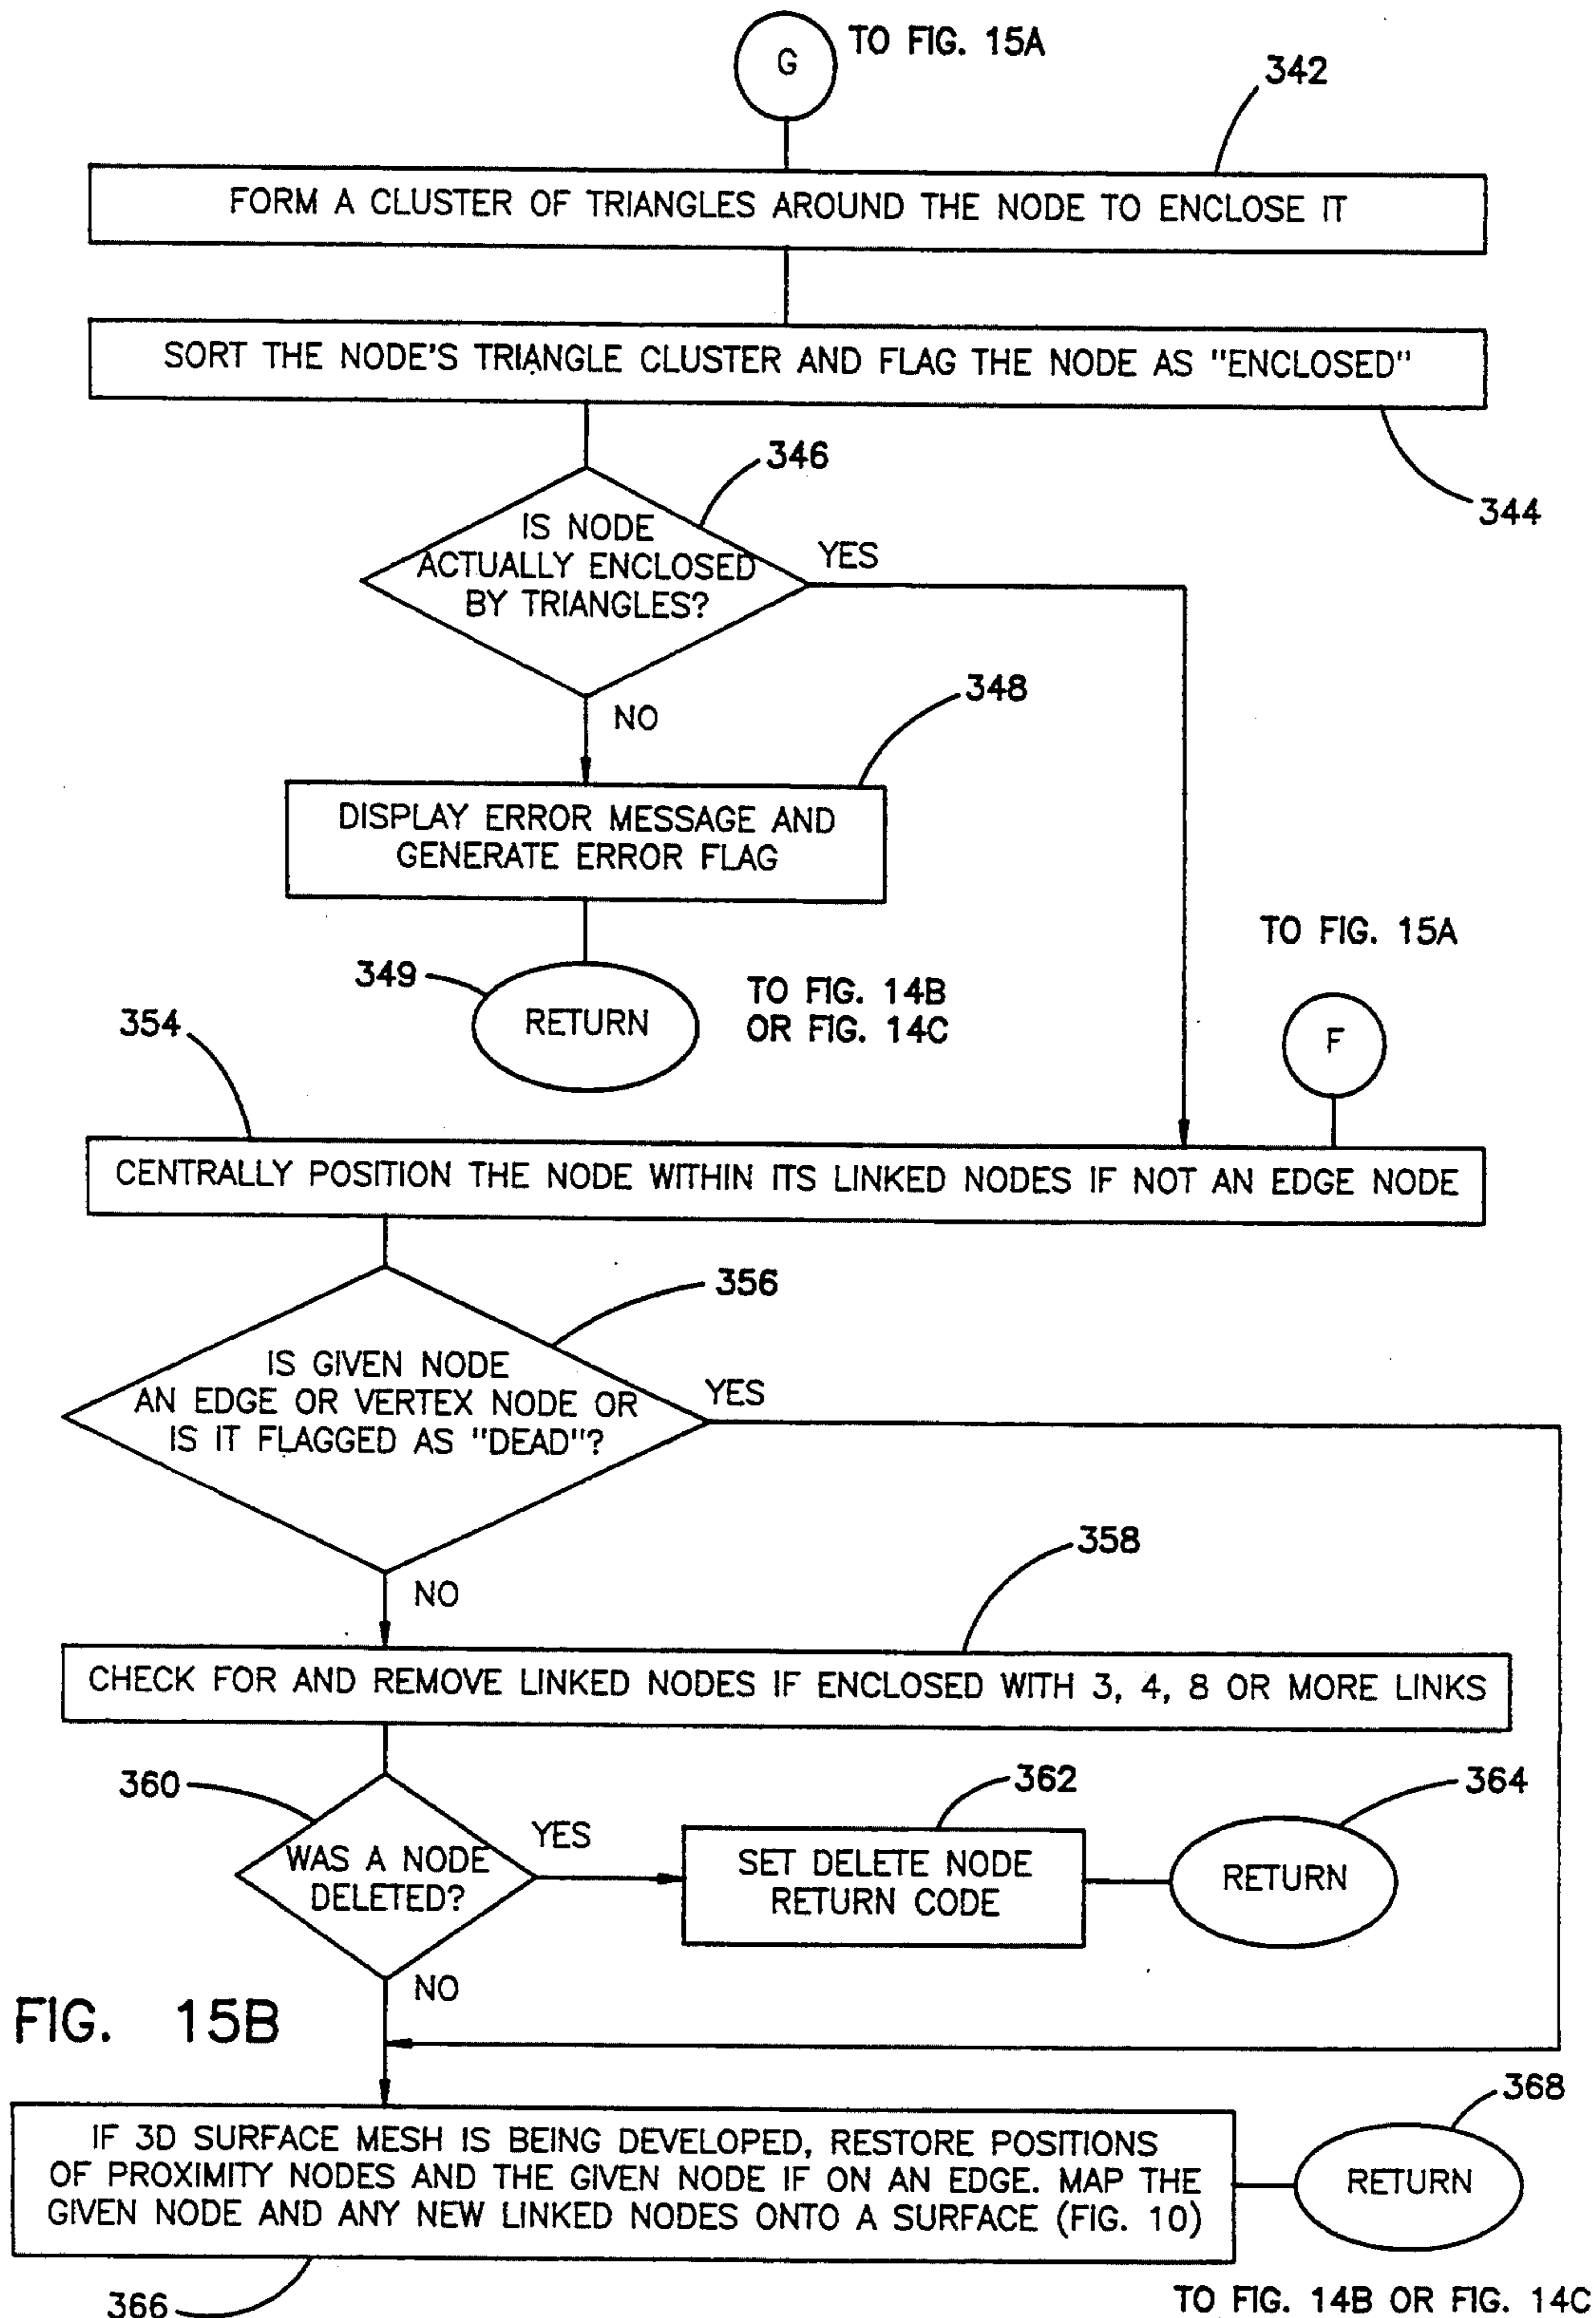 G
TO FIG. 15A
342
FORM A CLUSTER OF TRIANGLES AROUND THE NODE TO ENCLOSE IT
SORT THE NODE'S TRIANGLE CLUSTER AND FLAG THE NODE AS "ENCLOSED"
344
346
IS NODE
ACTUALLY ENCLOSED
BY TRIANGLES?
YES
NO
348
DISPLAY ERROR MESSAGE AND
GENERATE ERROR FLAG
349
RETURN
TO FIG. 14B
OR FIG. 14C
TO FIG. 15A
F
354
CENTRALLY POSITION THE NODE WITHIN ITS LINKED NODES IF NOT AN EDGE NODE
356
IS GIVEN NODE
AN EDGE OR VERTEX NODE OR
IS IT FLAGGED AS "DEAD"?
YES
NO
358
CHECK FOR AND REMOVE LINKED NODES IF ENCLOSED WITH 3, 4, 8 OR MORE LINKS
360
WAS A NODE
DELETED?
YES
362
SET DELETE NODE
RETURN CODE
364
RETURN
NO
FIG. 15B
IF 3D SURFACE MESH IS BEING DEVELOPED, RESTORE POSITIONS
OF PROXIMITY NODES AND THE GIVEN NODE IF ON AN EDGE. MAP THE
GIVEN NODE AND ANY NEW LINKED NODES ONTO A SURFACE (FIG. 10)
366
368
RETURN
TO FIG. 14B OR FIG. 14C